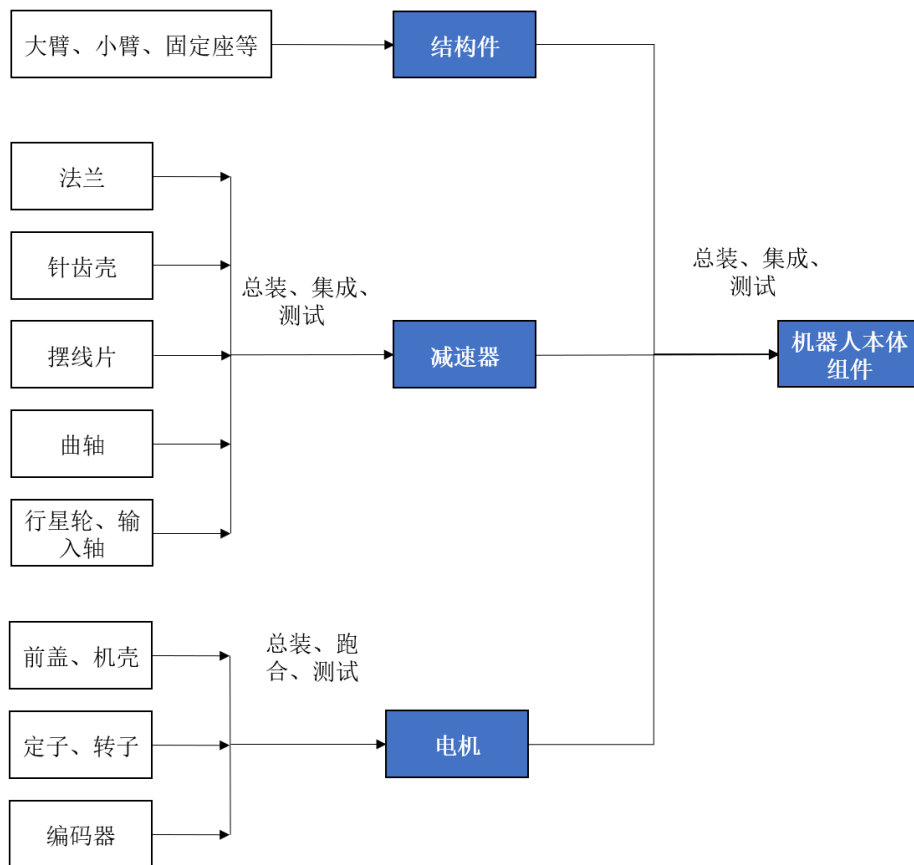 大臂、小臂、固定座等
结构件
法兰
针齿壳
总装、集成、
测试
摆线片
减速器
曲轴
行星轮、输
入轴
总装、集成、
测试
机器人本体
组件
前盖、机壳
总装、跑
合、测试
定子、转子
电机
编码器